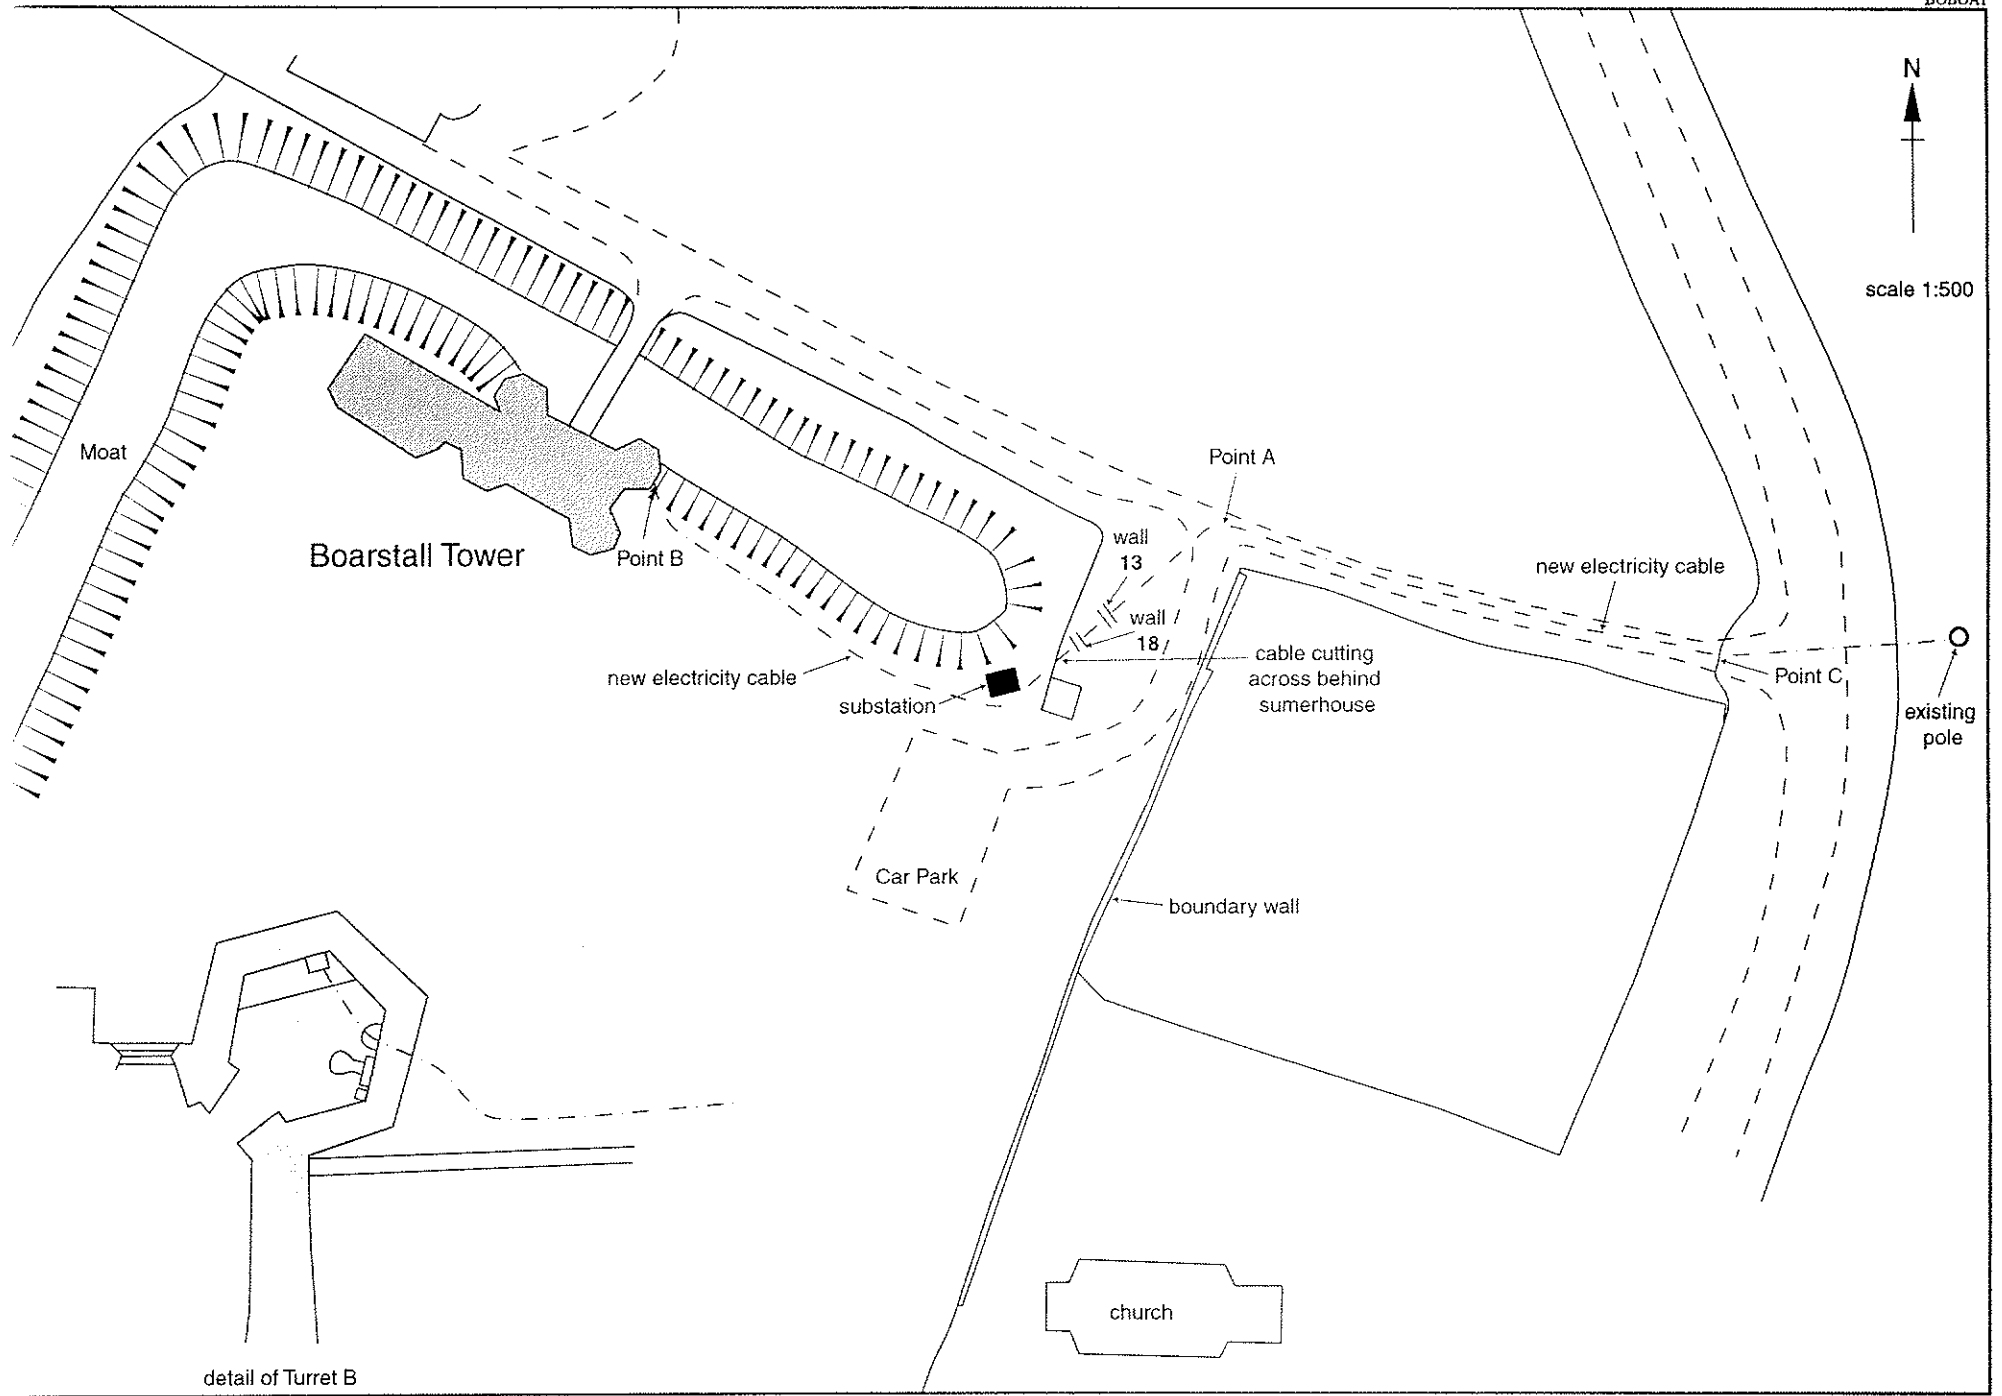 N
scale 1:500
Moat
Boarstall Tower
Point B
Point A
wall
13
wall
18
new electricity cable
cable cutting
across behind
sumerhouse
Point C
existing
pole
new electricity cable
substation
Car Park
boundary wall
church
detail of Turret B